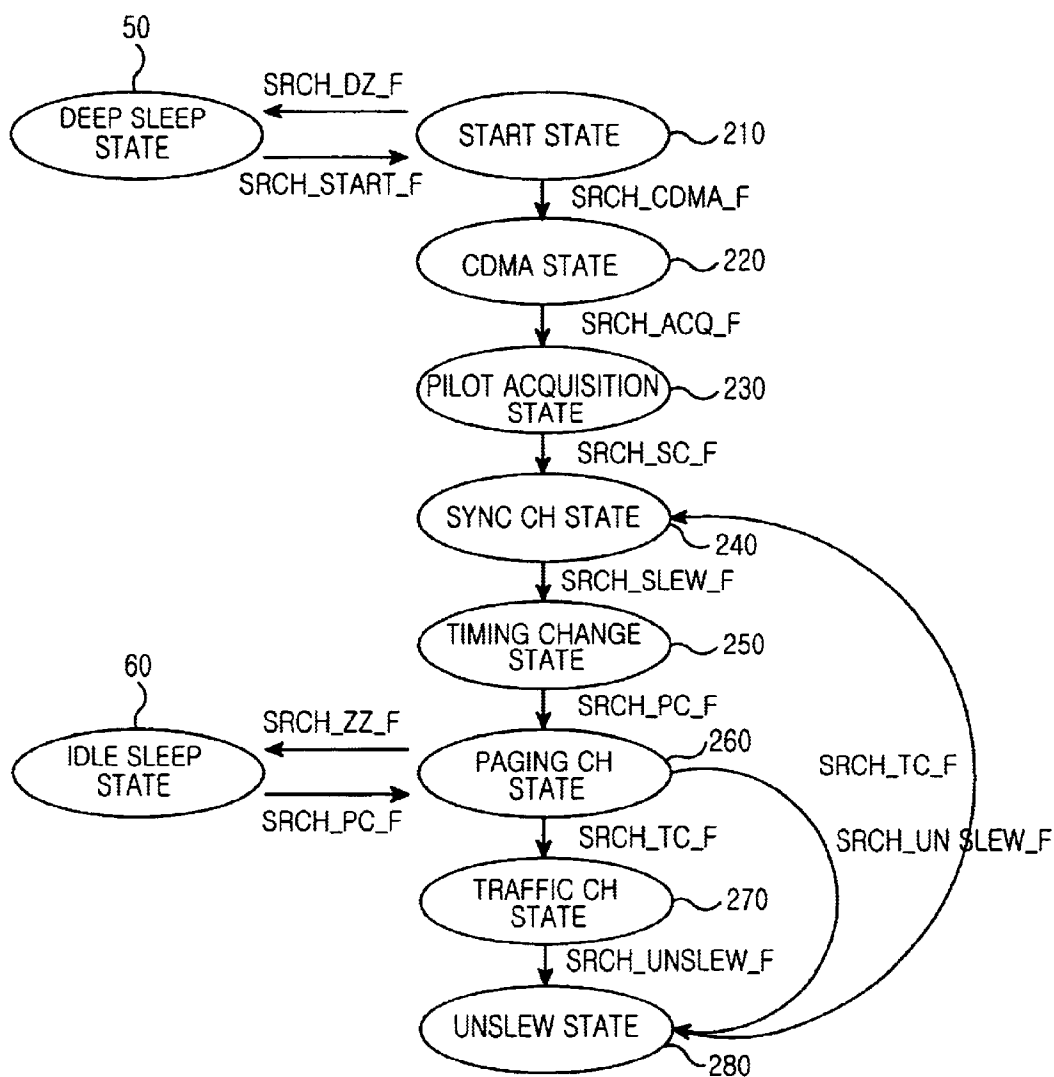 50
SRCH_DZ_F
DEEP SLEEP
STATE
START STATE
210
SRCH_START_F
SRCH_CDMA_F
CDMA STATE
220
SRCH_ACQ_F
PILOT ACQUISITION
STATE
230
SRCH_SC_F
SYNC CH STATE
240
SRCH_SLEW_F
TIMING CHANGE
STATE
250
60
SRCH_PC_F
SRCH_ZZ_F
260
IDLE SLEEP
STATE
PAGING CH
STATE
SRCH_TC_F
SRCH_PC_F
SRCH_TC_F
SRCH_UN SLEW_F
TRAFFIC CH
STATE
270
SRCH_UNSLEW_F
UNSLEW STATE
280